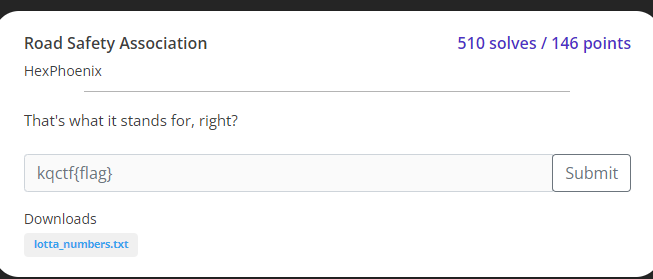 Road Safety Association 510 solves / 146 points
HexPhoenix
That's what it stands for, right?
kqctf{flag} Submit
Downloads
lotta_numbers.txt